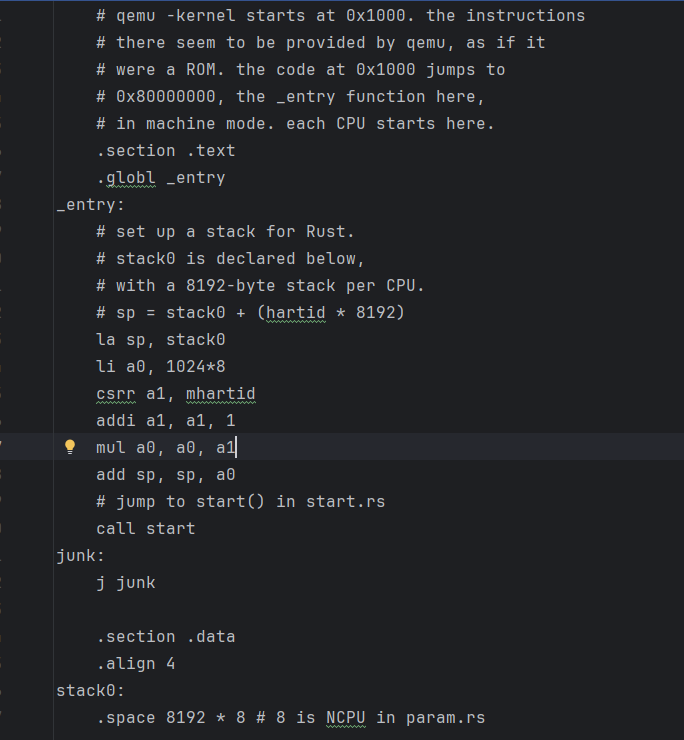 # qemu -kernel starts at 0x1000. the instructions
# there seem to be provided by qemu, as if it
# were a ROM. the code at 0x1000 jumps to
# 0x80000000, the _entry function here,
# in machine mode. each CPU starts here.
.section .text
.globl _entry
_entry:
# set up a stack for Rust.
# stack0 is declared below,
# with a 8192-byte stack per CPU.
# sp = stack0 + (hartid * 8192)
la sp, stack0
li a0, 1024*8
csrr a1, mhartid
addi a1, a1, 1
mul a0, a0, a1
add sp, sp, a0
# jump to start() in start.rs
call start
junk:
j junk
.section .data
.align 4
stack0:
.space 8192 * 8 # 8 is NCPU in param.rs